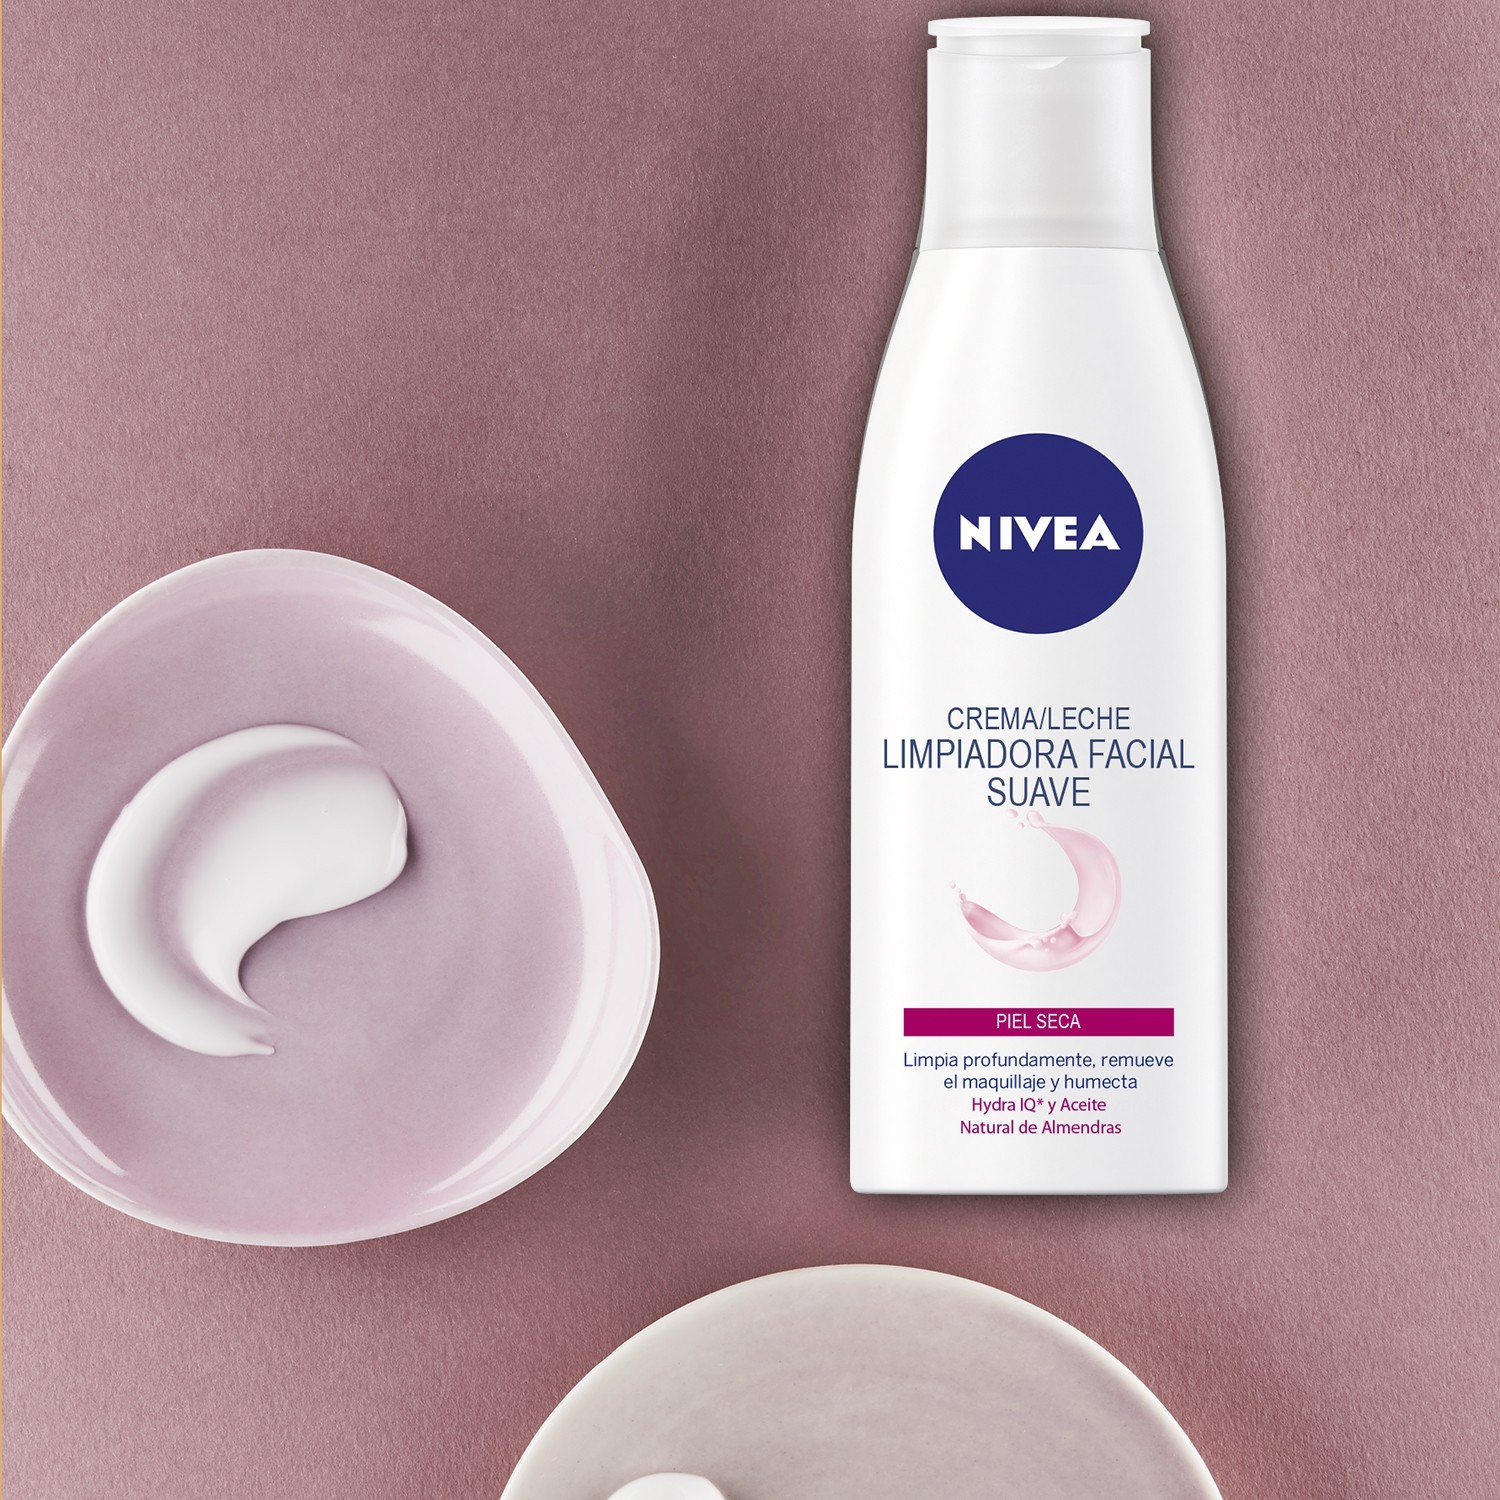 NIVEA
CREMA/LECHE
LIMPIADORA FACIAL
SUAVE
PIEL SECA
Limpia profundamente, remueve
el maquillaje y humecta
Hydra IQ* y Aceite
Natural de Almendras